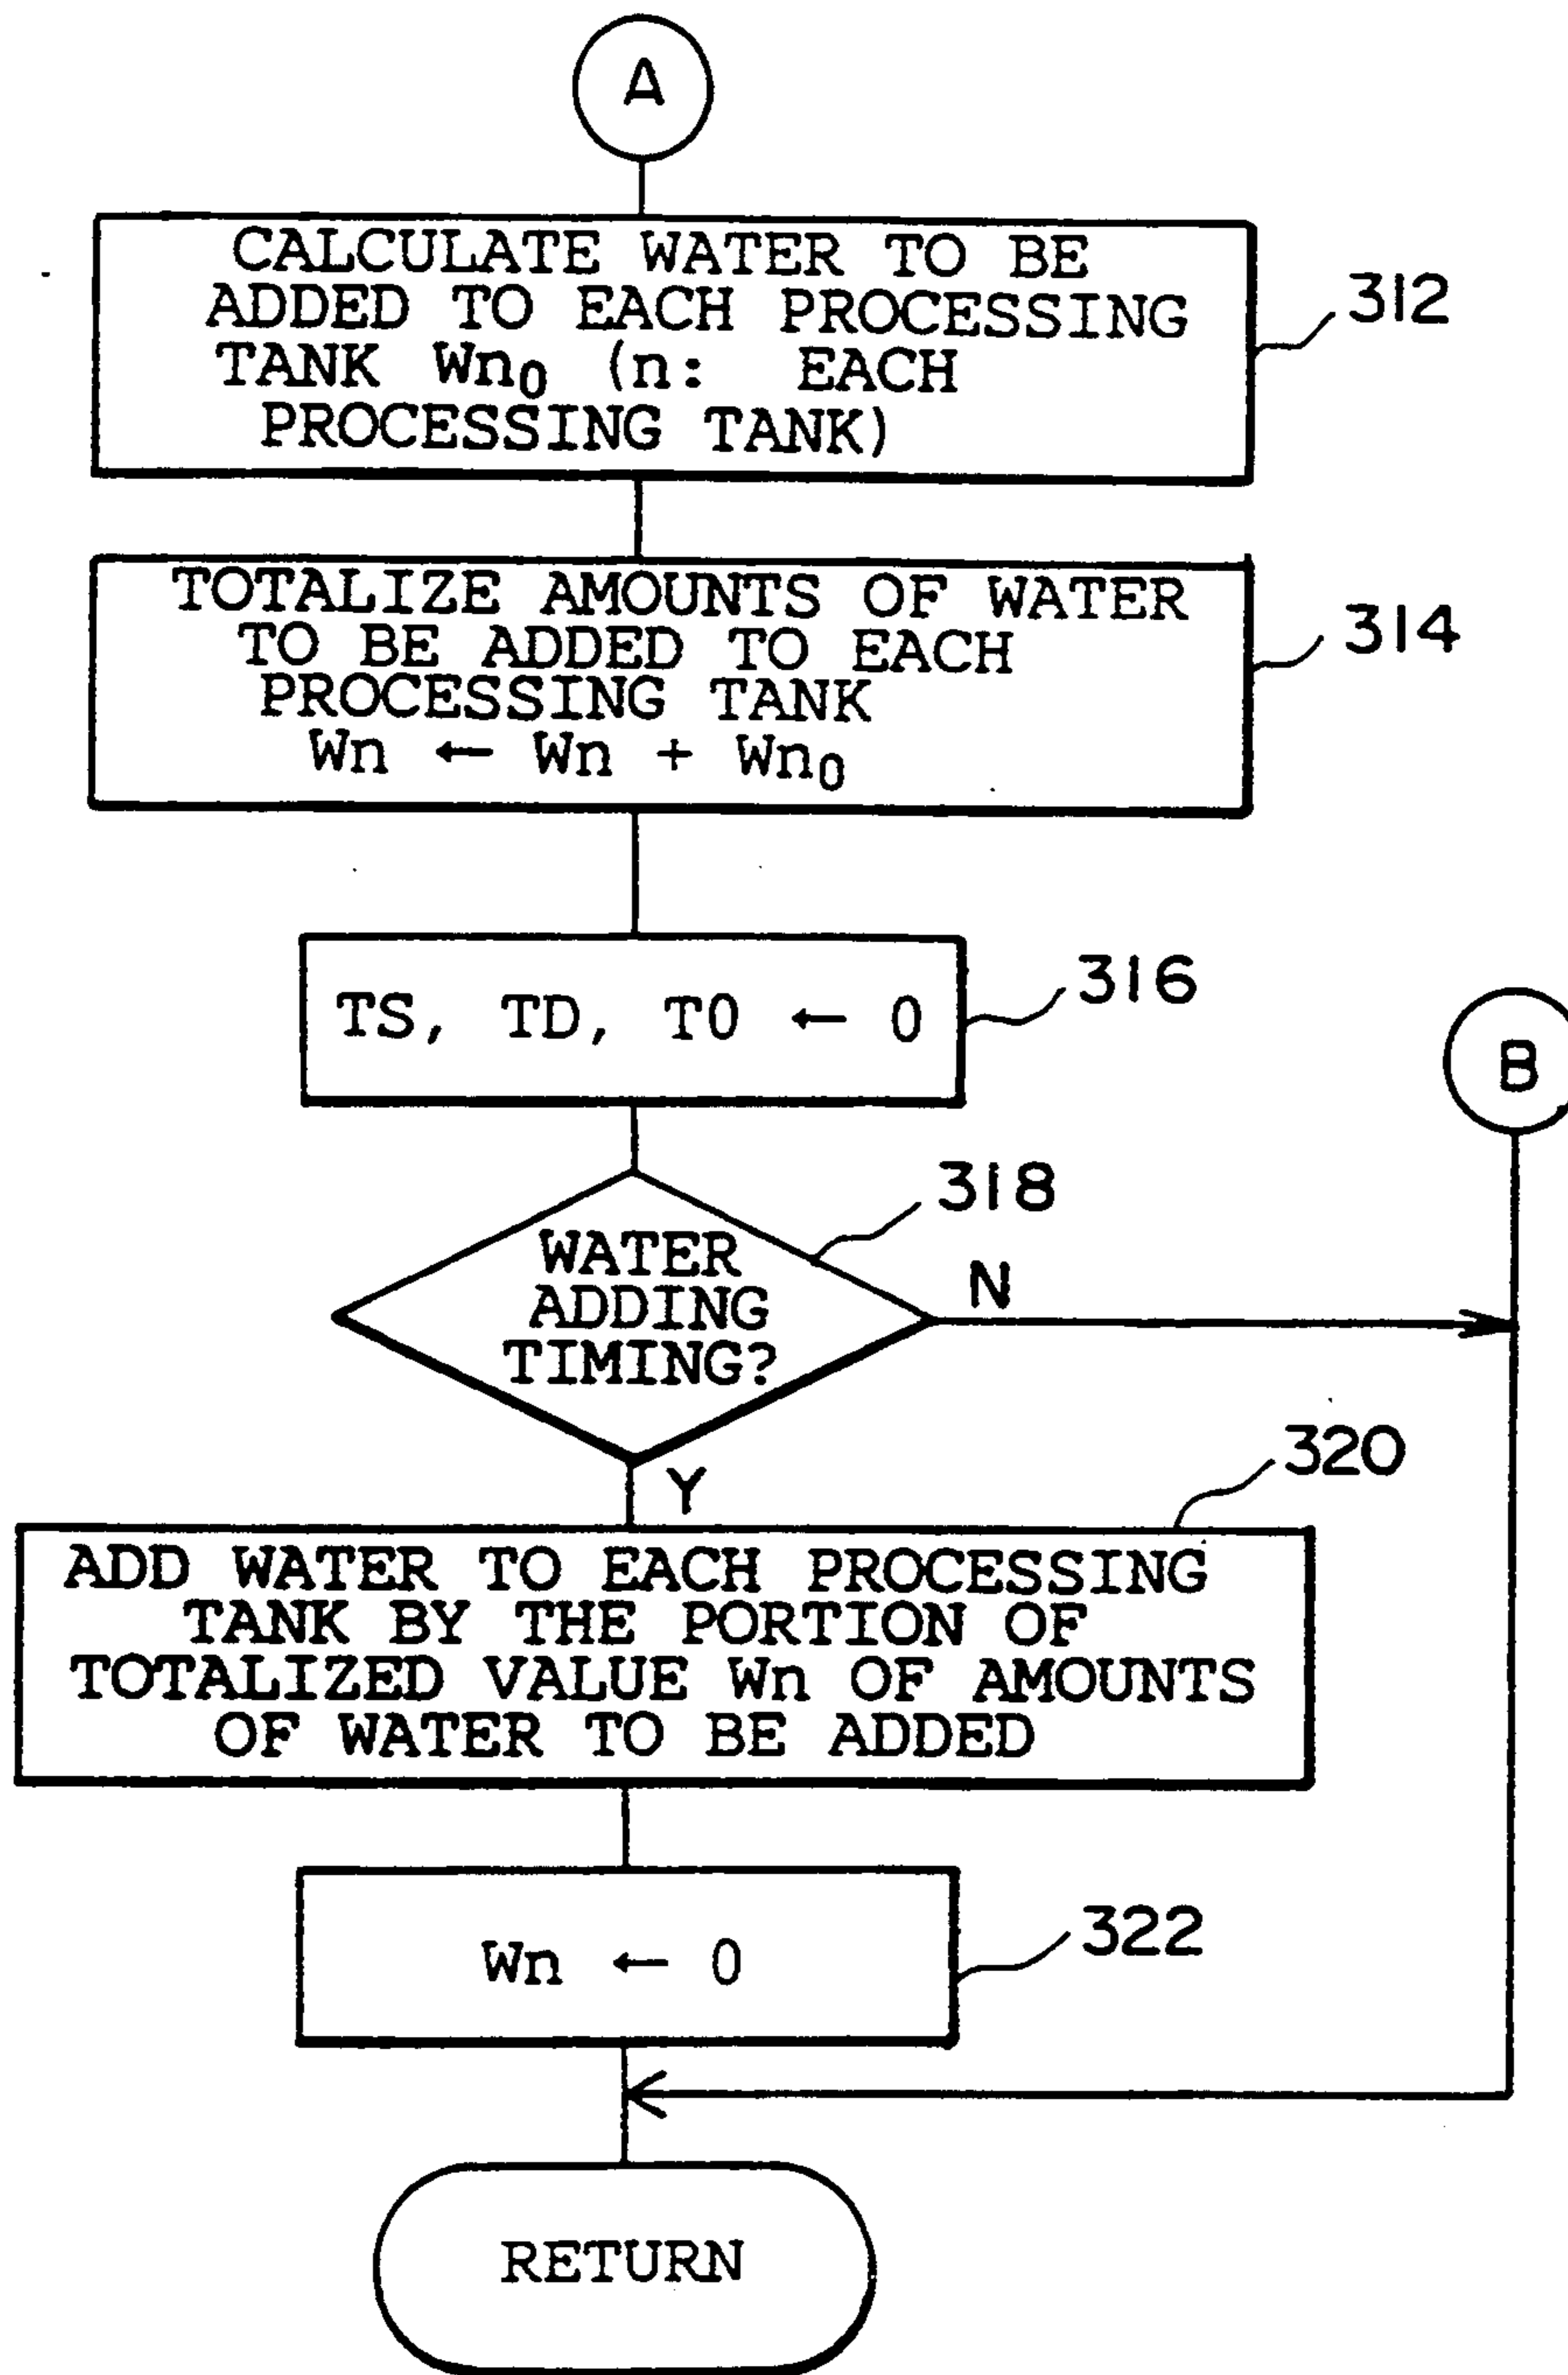 A
CALCULATE WATER TO BE
ADDED TO EACH PROCESSING
TANK Wn₀ (n: EACH
PROCESSING TANK)
312
TOTALIZE AMOUNTS OF WATER
TO BE ADDED TO EACH
PROCESSING TANK
Wn ← Wn + Wn₀
314
TS, TD, T0 ← 0
316
B
318
WATER
ADDING
TIMING?
N
Y
320
ADD WATER TO EACH PROCESSING
TANK BY THE PORTION OF
TOTALIZED VALUE Wn OF AMOUNTS
OF WATER TO BE ADDED
Wn ← 0
322
RETURN